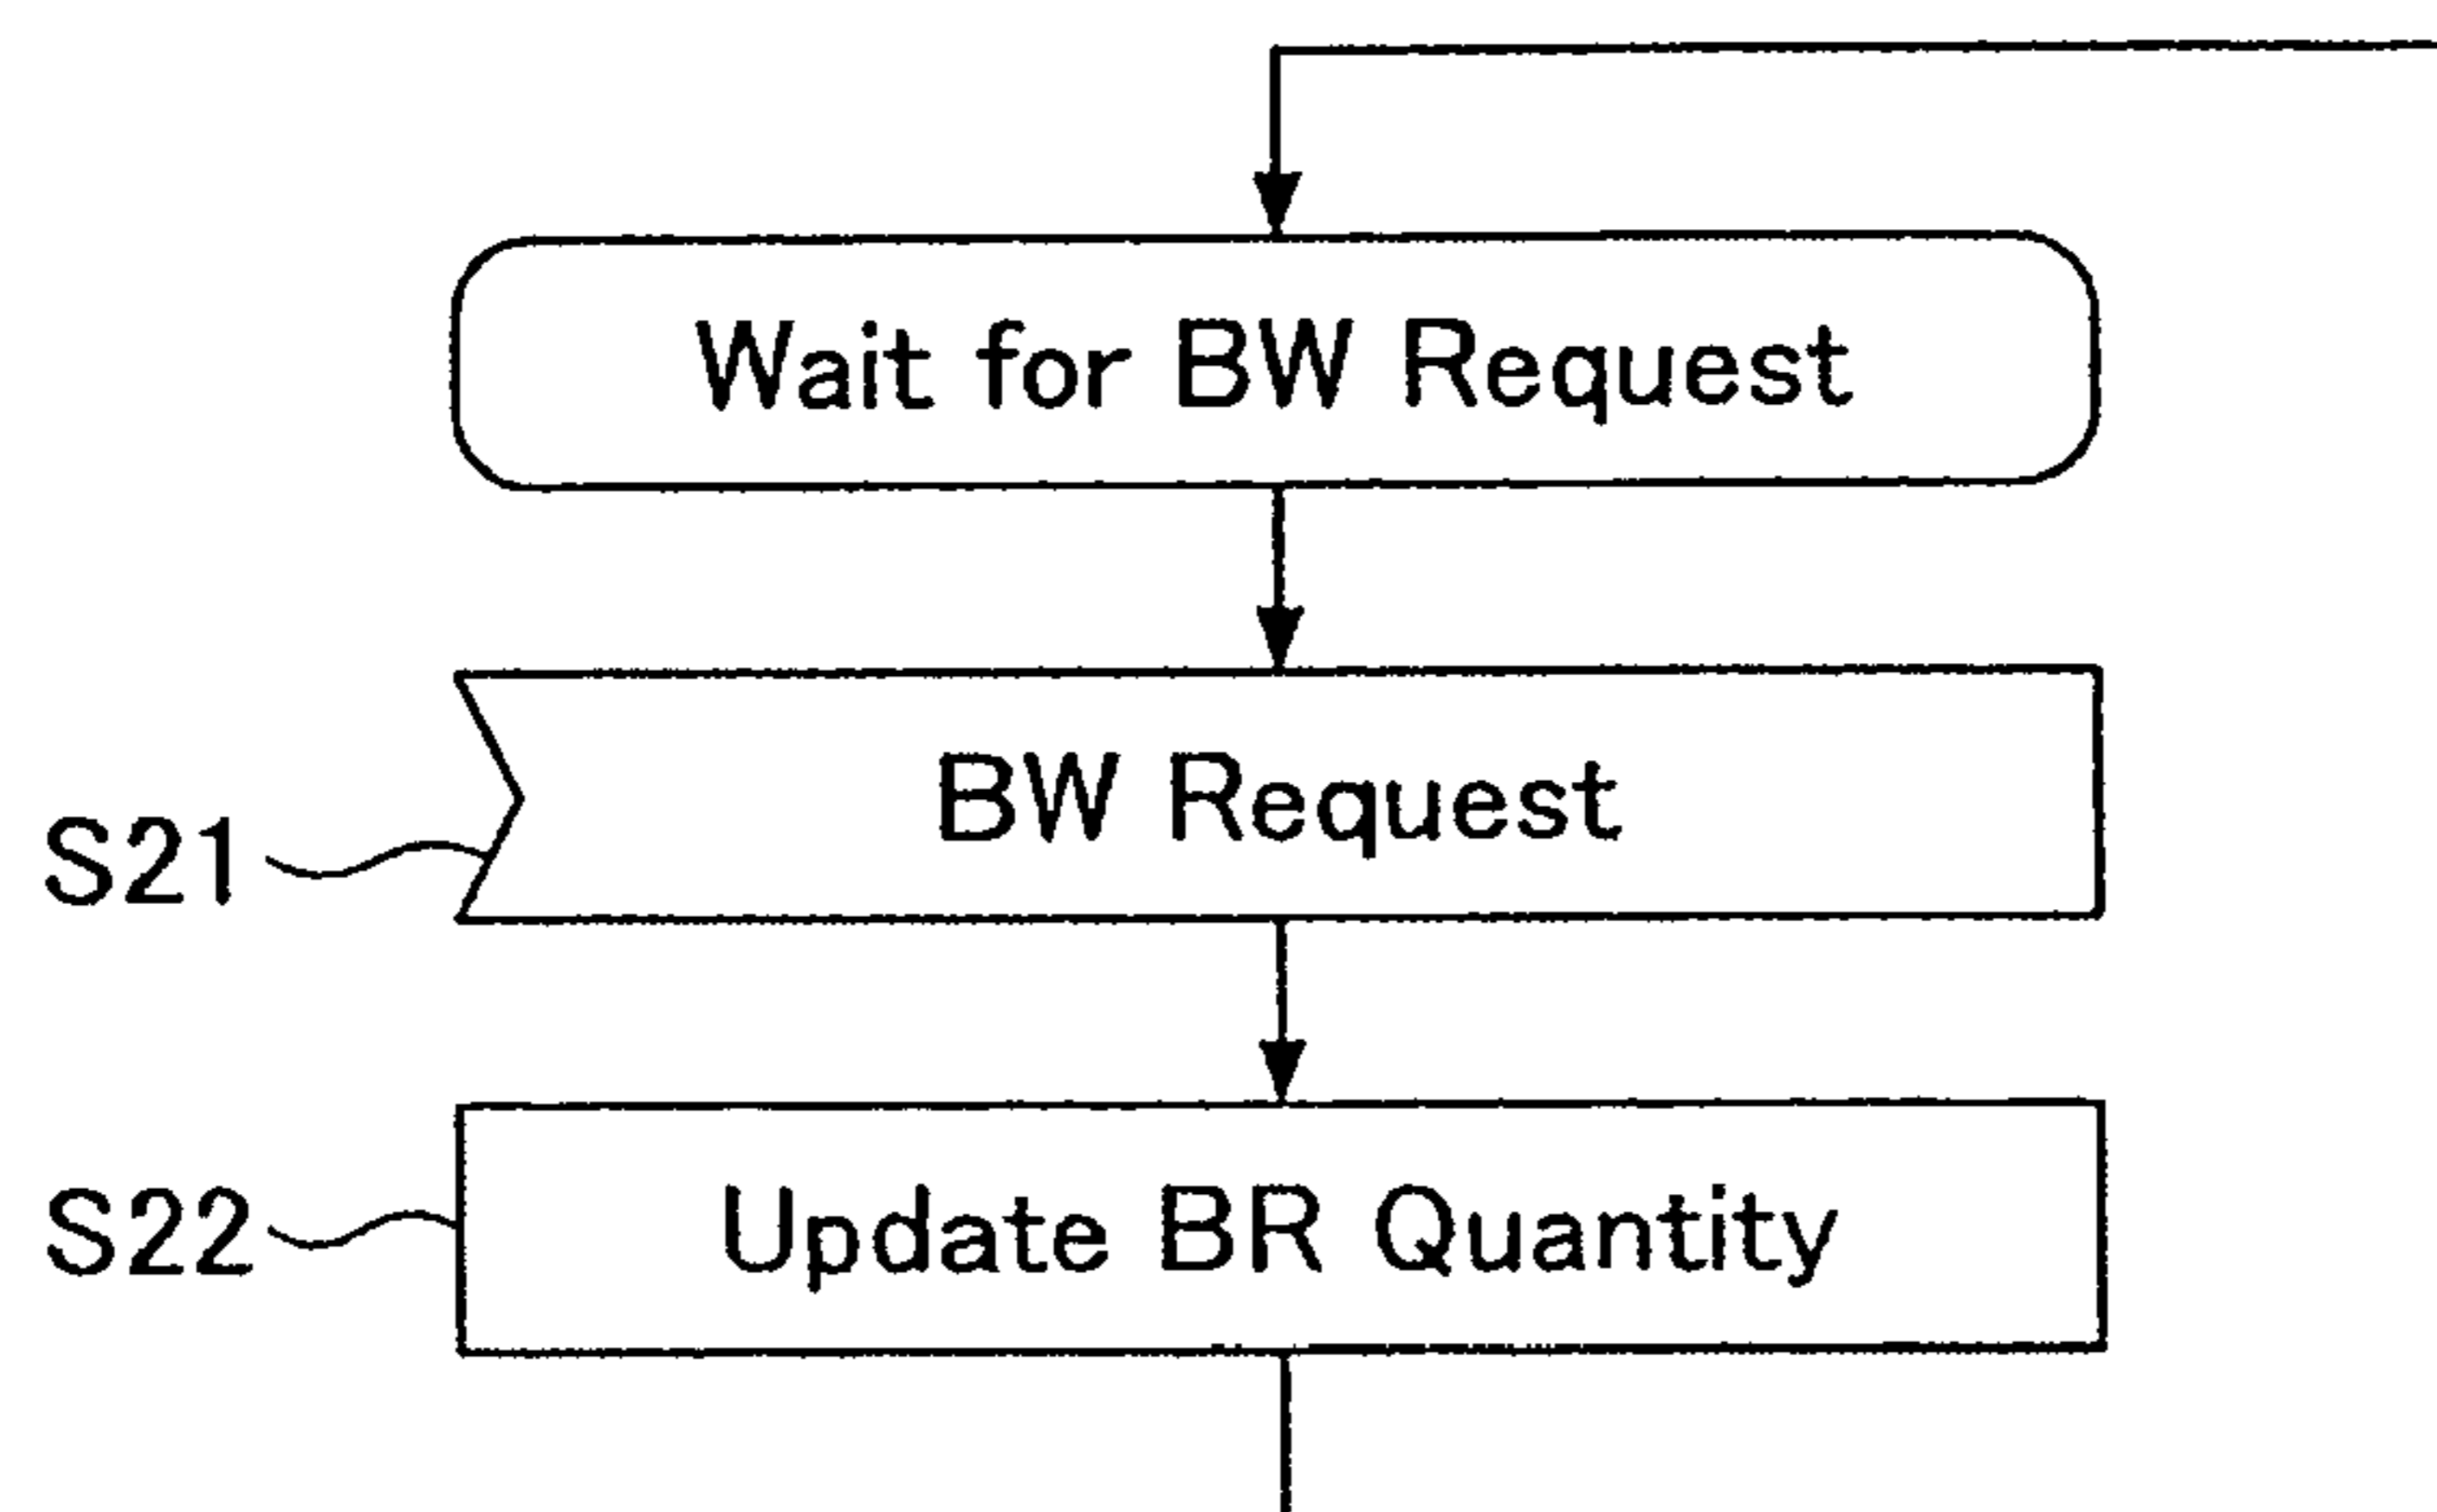 Wait for BW Request
BW Request
S21
Update BR Quantity
S22